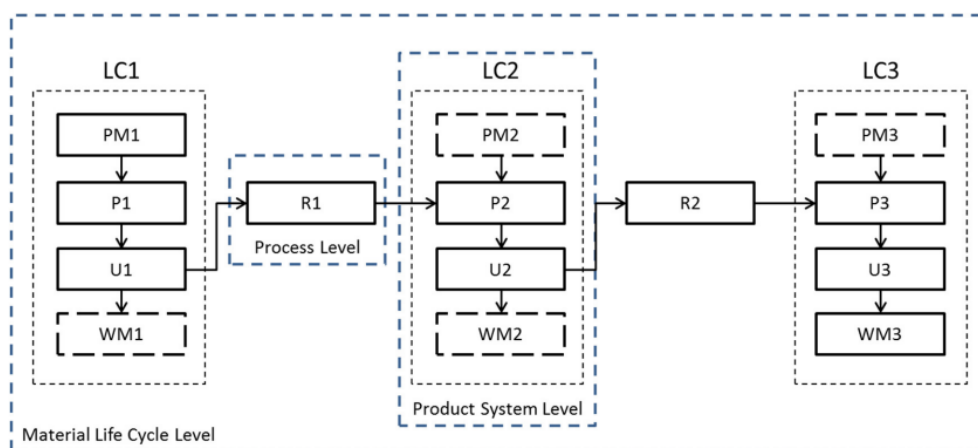 LC1
PM1
P1
U1
WM1
R1
Process Level
LC2
PM2
P2
U2
WM2
Product System Level
R2
LC3
PM3
P3
U3
WM3
Material Life Cycle Level